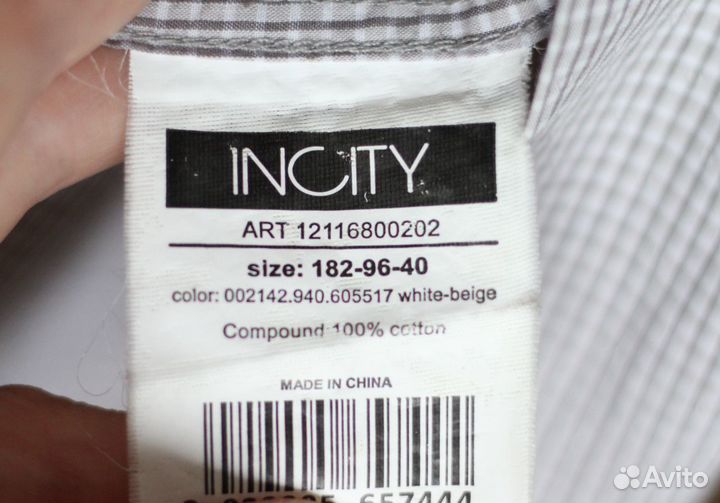 INCITY
ART 12116800202
size: 182-96-40
color: 002142.940.605517 white-beige
Compound 100% cotton
MADE IN CHINA
657444
Avito